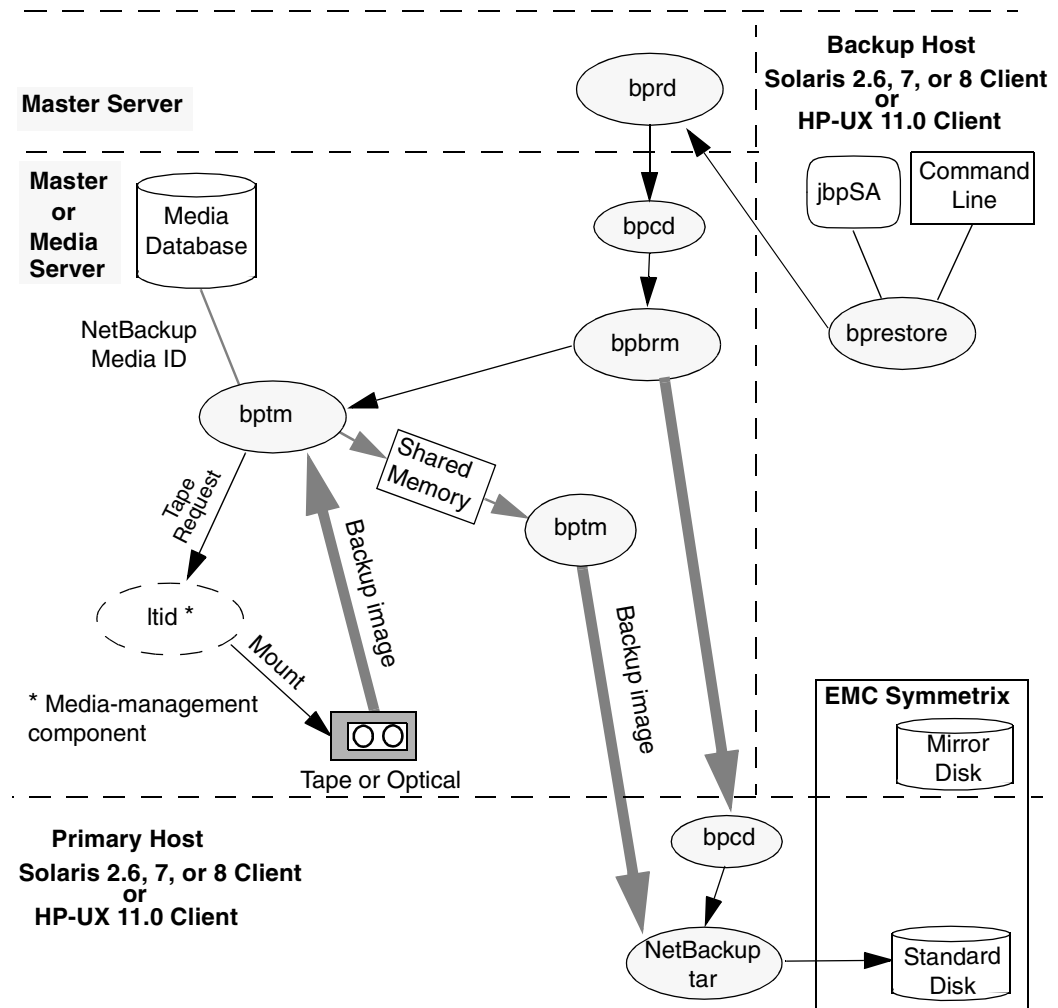 Master Server
bprd
Backup Host
Solaris 2.6, 7, or 8 Client
or
HP-UX 11.0 Client
Master
or
Media
Server
Media
Database
bpcd
jbpSA
Command
Line
NetBackup
Media ID
bpbrm
bprestore
bptm
Shared
Memory
Tape
Request
Backup image
bptm
ltid *
Mount
Backup image
* Media-management
component
Tape or Optical
EMC Symmetrix
Mirror
Disk
Primary Host
Solaris 2.6, 7, or 8 Client
or
HP-UX 11.0 Client
bpcd
NetBackup
tar
Standard
Disk